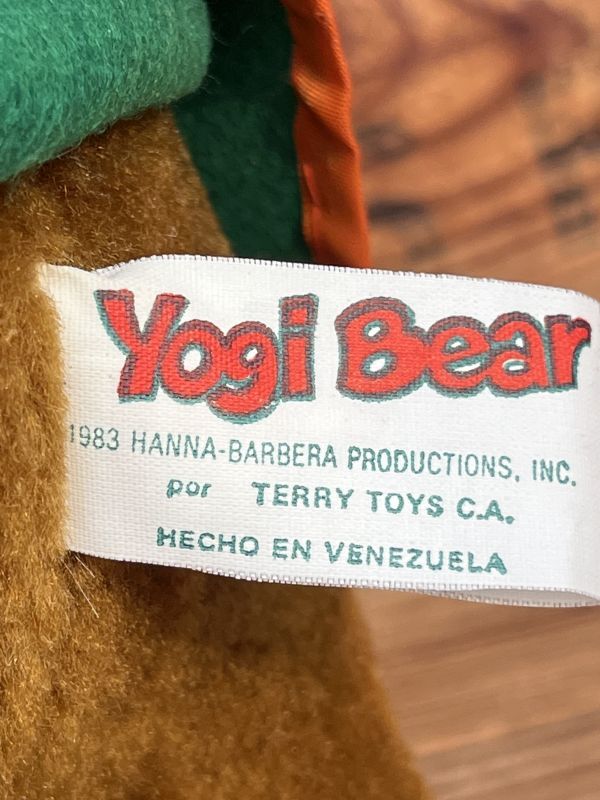 Yogi Bear
1983 HANNA-BARBERA PRODUCTIONS, INC.
por TERRY TOYS C.A.
HECHO EN VENEZUELA